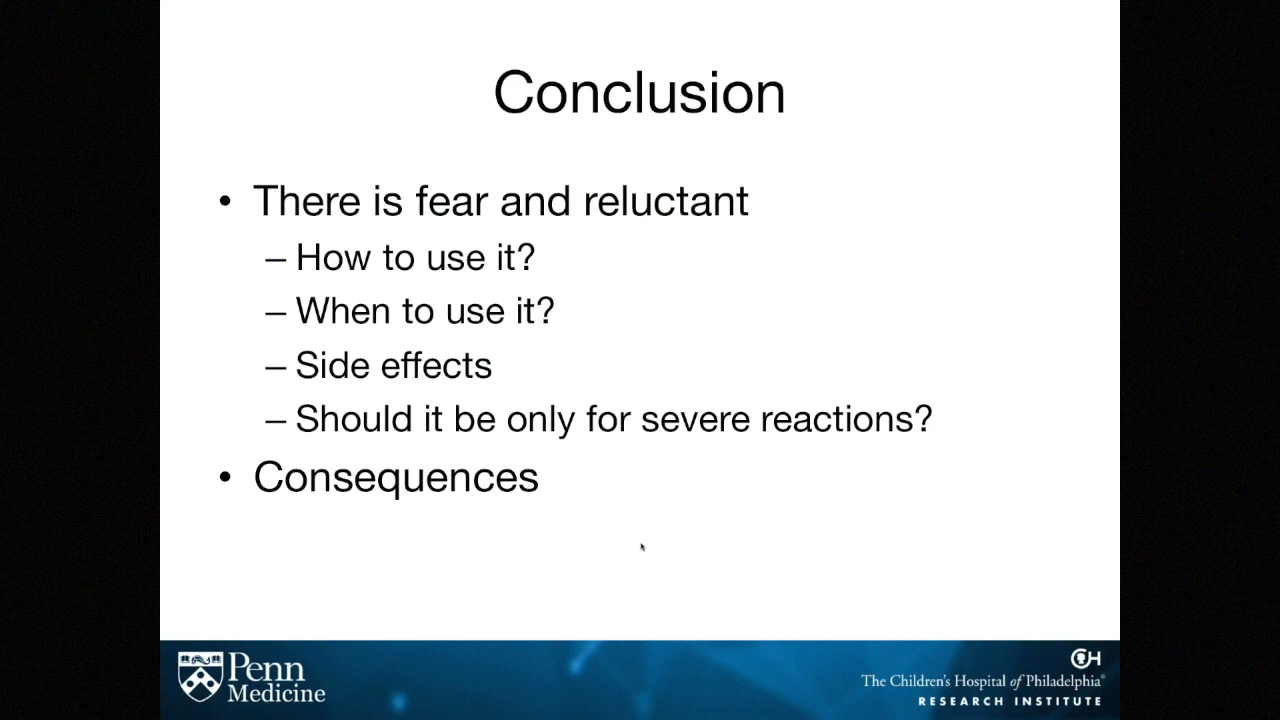 Conclusion
• There is fear and reluctant
– How to use it?
– When to use it?
– Side effects
– Should it be only for severe reactions?
• Consequences
Penn
Medicine
CH
The Children's Hospital of Philadelphia®
RESEARCH INSTITUTE